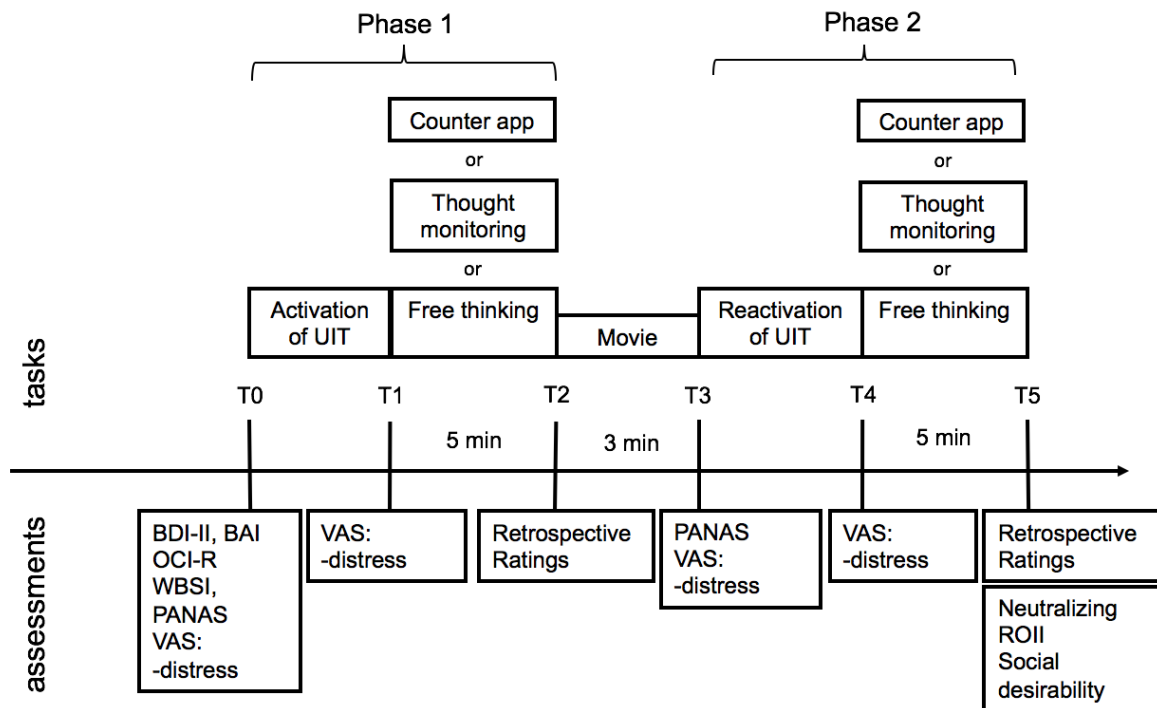 Phase 1
Phase 2
Counter app
Counter app
or
or
Thought
monitoring
Thought
monitoring
or
or
Activation
of UIT
Free thinking
Movie
Reactivation
of UIT
Free thinking
tasks
T0
T1
T2
T3
T4
T5
5 min
3 min
5 min
assessments
BDI-II, BAI
OCI-R
WBSI,
PANAS
VAS:
-distress
VAS:
-distress
Retrospective
Ratings
PANAS
VAS:
-distress
VAS:
-distress
Retrospective
Ratings
Neutralizing
ROII
Social
desirability